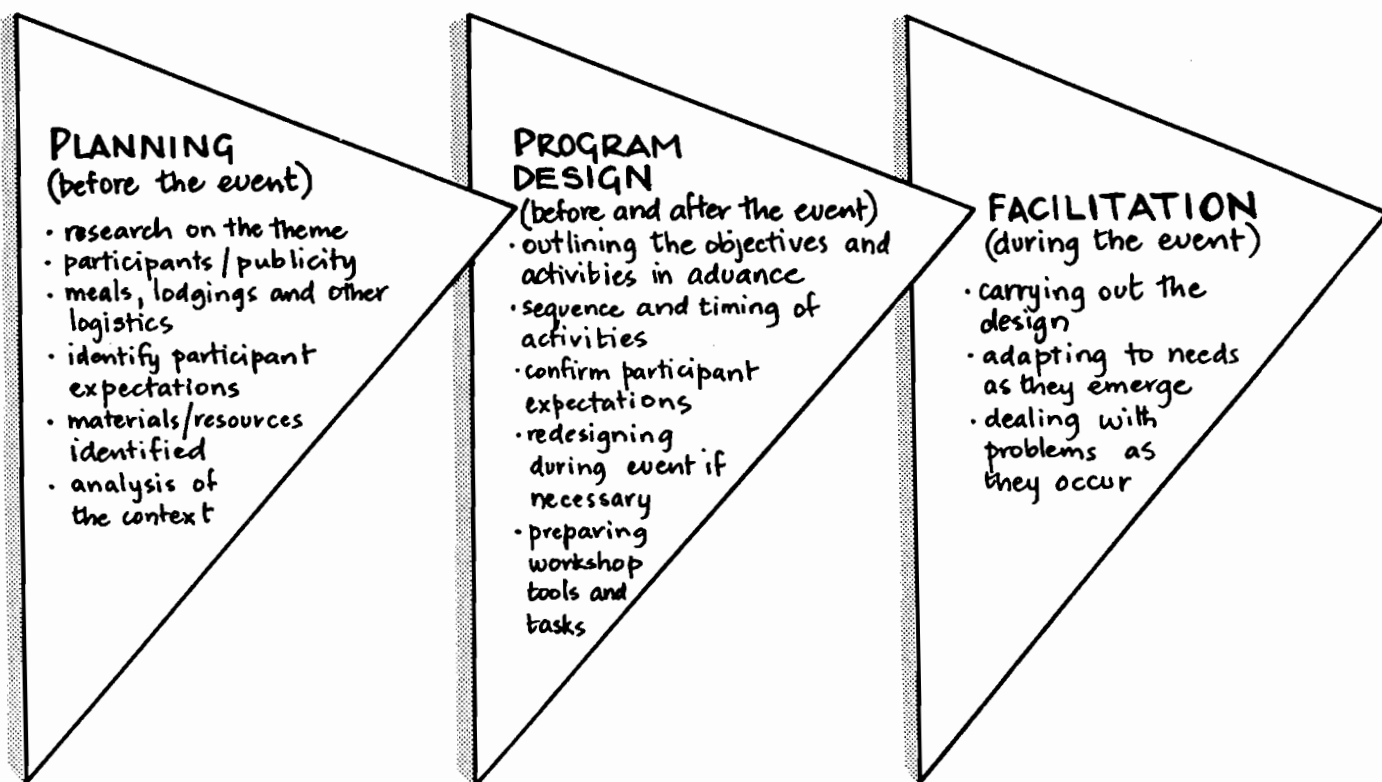 PLANNING
(before the event)
· research on the theme
· participants/publicity
· meals, lodgings and other
logistics
· identify participant
expectations
· materials/resources
identified
· analysis of
the context
PROGRAM
DESIGN
(before and after the event)
· outlining the objectives and
activities in advance
· sequence and timing of
activities
· confirm participant
expectations
· redesigning
during event if
necessary
· preparing
workshop
tools and
tasks
FACILITATION
(during the event)
· carrying out the
design
· adapting to needs
as they emerge
· dealing with
problems as
they occur